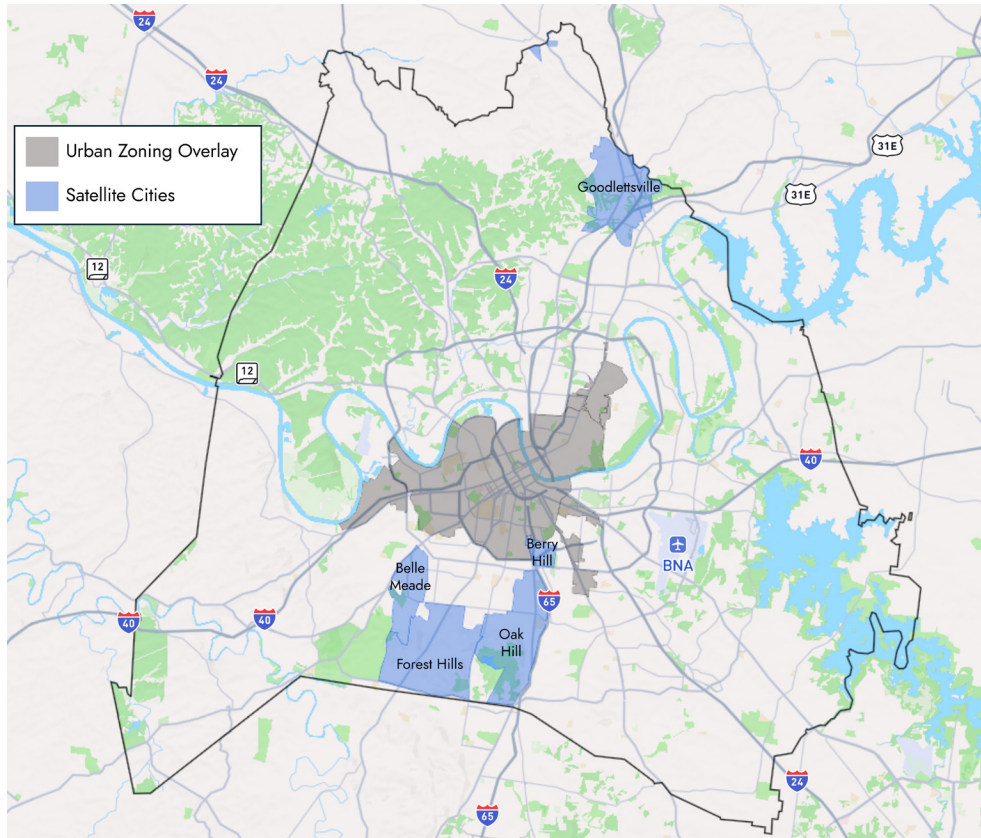 24
24
Urban Zoning Overlay
Satellite Cities
31E
31E
Goodlettsville
12
24
12
40
Berry
Hill
BNA
Belle
Meade
65
40
40
Oak
Hill
Forest Hills
24
65